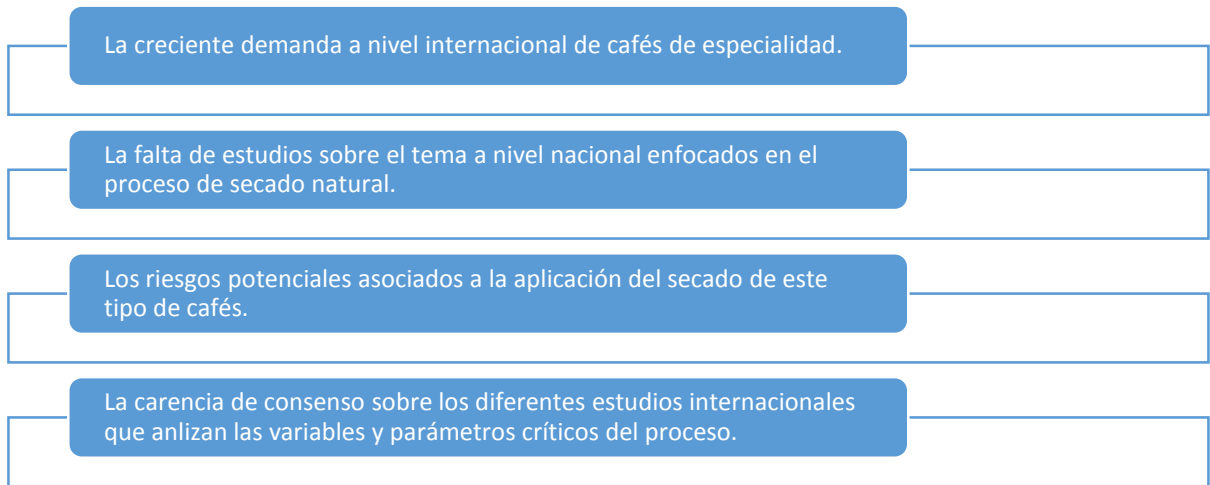 La creciente demanda a nivel internacional de cafés de especialidad.
La falta de estudios sobre el tema a nivel nacional enfocados en el
proceso de secado natural.
Los riesgos potenciales asociados a la aplicación del secado de este
tipo de cafés.
La carencia de consenso sobre los diferentes estudios internacionales
que anlizan las variables y parámetros críticos del proceso.